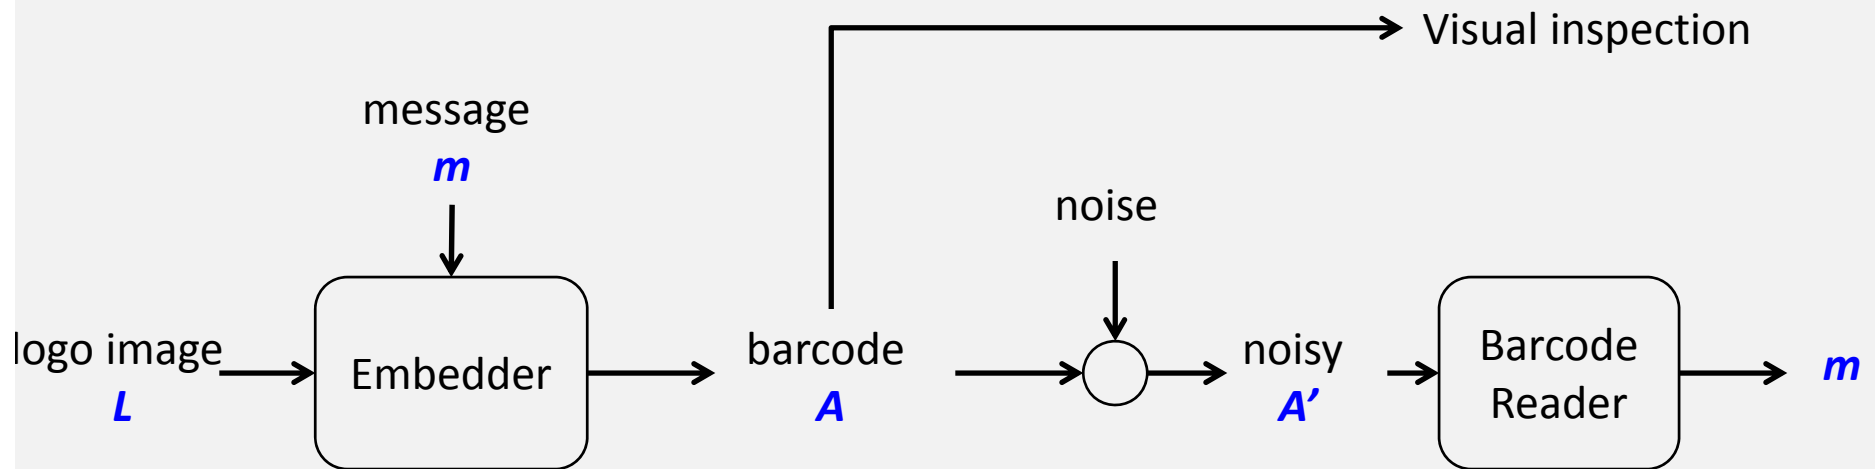 Visual inspection
message
m
noise
logo image
L
Embedder
barcode
A
noisy
A’
Barcode
Reader
m